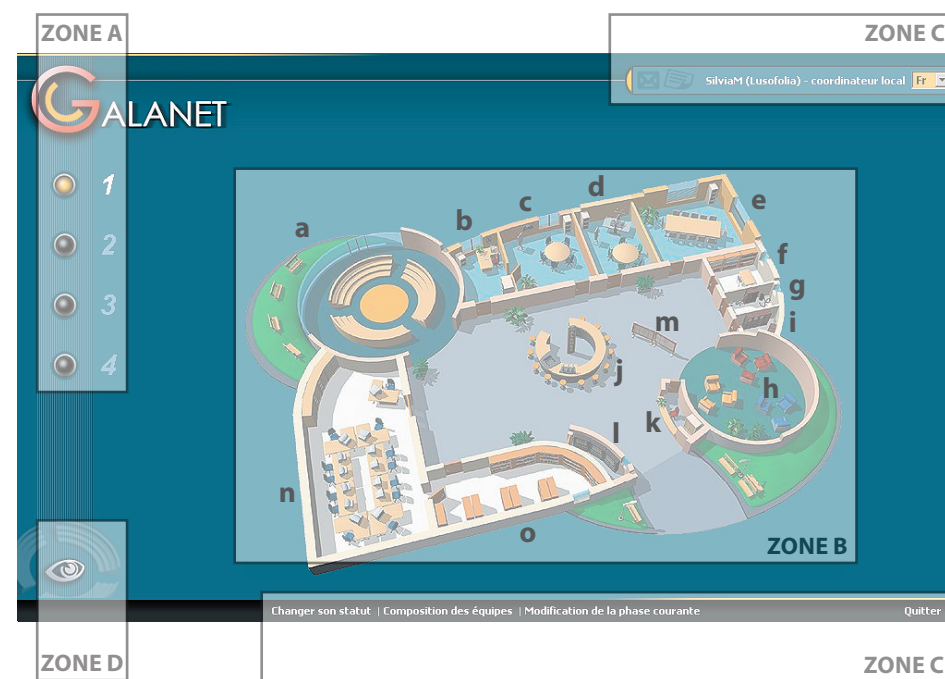 ZONE A
ZONE C
SilviaM (Lusofolia) - coordinateur local Fr
GALANET
1
2
3
4
a
b
c
d
e
f
g
i
m
j
h
k
l
n
o
ZONE B
Changer son statut | Composition des équipes | Modification de la phase courante
Quitter
ZONE D
ZONE C